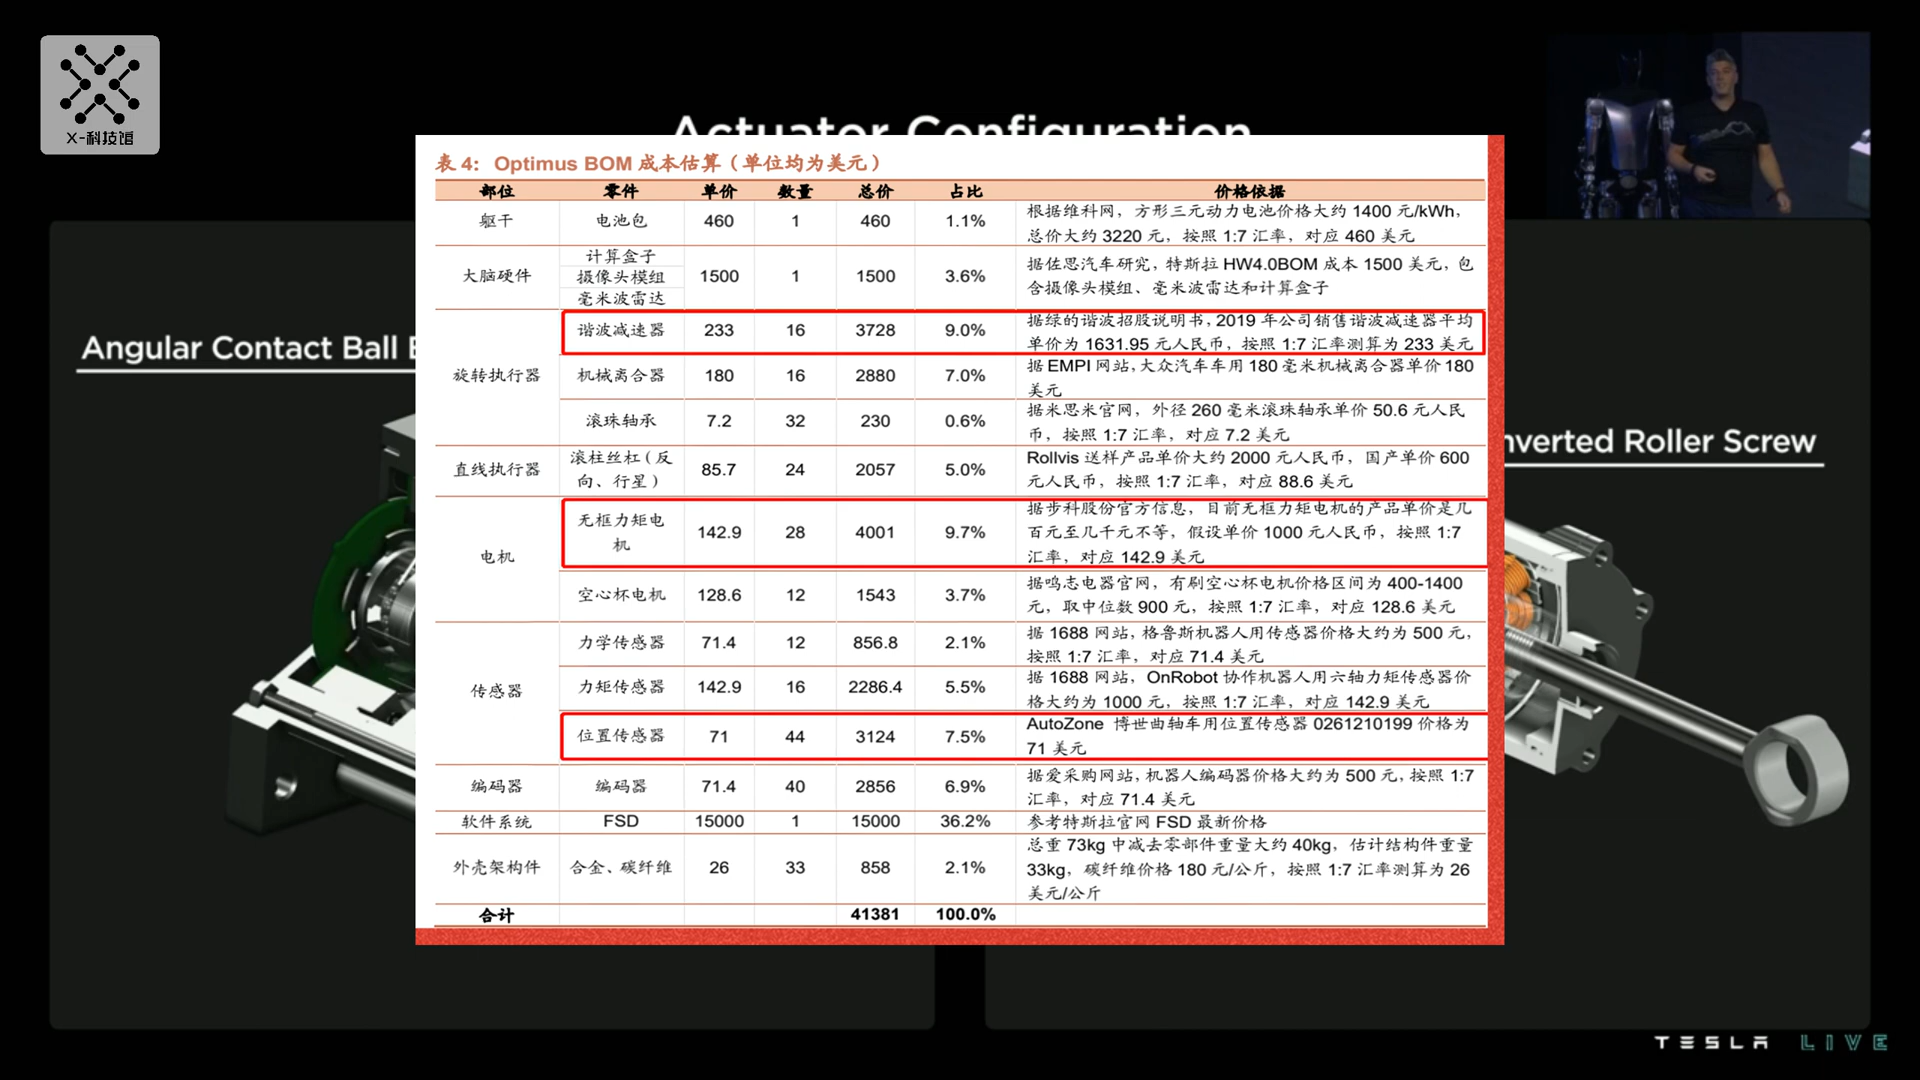 X-科技馆
Actuator Configuration
Angular Contact Ball
nverted Roller Screw
表 4: Optimus BOM 成本估算（单位均为美元）
部位 零件 单价 数量 总价 占比 价格依据
躯干 电池包 460 1 460 1.1% 根据维科网，方形三元动力电池价格大约 1400 元/kWh，
总价大约 3220 元，按照 1:7 汇率，对应 460 美元
大脑硬件 计算盒子
摄像头模组
毫米波雷达
1500 1 1500 3.6% 据佐思汽车研究，特斯拉 HW4.0BOM 成本 1500 美元，包
含摄像头模组、毫米波雷达和计算盒子
旋转执行器
谐波减速器 233 16 3728 9.0% 据绿的谐波招股说明书，2019 年公司销售谐波减速器平均
单价为 1631.95 元人民币，按照 1:7 汇率测算为 233 美元
机械离合器 180 16 2880 7.0% 据 EMPI 网站，大众汽车车用 180 毫米机械离合器单价 180
美元
滚珠轴承 7.2 32 230 0.6% 据米思米官网，外径 260 毫米滚珠轴承单价 50.6 元人民
币，按照 1:7 汇率，对应 7.2 美元
直线执行器 滚柱丝杠（反
向、行星）
85.7 24 2057 5.0% Rollvis 送样产品单价大约 2000 元人民币，国产单价 600
元人民币，按照 1:7 汇率，对应 88.6 美元
电机
无框力矩电
机
142.9 28 4001 9.7% 据步科股份官方信息，目前无框力矩电机的产品单价是几
百元至几千元不等，假设单价 1000 元人民币，按照 1:7
汇率，对应 142.9 美元
空心杯电机 128.6 12 1543 3.7% 据鸣志电器官网，有刷空心杯电机价格区间为 400-1400
元，取中位数 900 元，按照 1:7 汇率，对应 128.6 美元
传感器
力学传感器 71.4 12 856.8 2.1% 据 1688 网站，格鲁斯机器人用传感器价格大约为 500 元，
按照 1:7 汇率，对应 71.4 美元
力矩传感器 142.9 16 2286.4 5.5% 据 1688 网站，OnRobot 协作机器人用六轴力矩传感器价
格大约为 1000 元，按照 1:7 汇率，对应 142.9 美元
位置传感器 71 44 3124 7.5% AutoZone 博世曲轴车用位置传感器 0261210199 价格为
71 美元
编码器 编码器 71.4 40 2856 6.9% 据爱采购网站，机器人编码器价格大约为 500 元，按照 1:7
汇率，对应 71.4 美元
软件系统 FSD 15000 1 15000 36.2% 参考特斯拉官网 FSD 最新价格
外壳架构件 合金、碳纤维 26 33 858 2.1% 总重 73kg 中减去零部件重量大约 40kg，估计结构件重量
33kg，碳纤维价格 180 元/公斤，按照 1:7 汇率测算为 26
美元/公斤
合计 41381 100.0%
TESLA LIVE